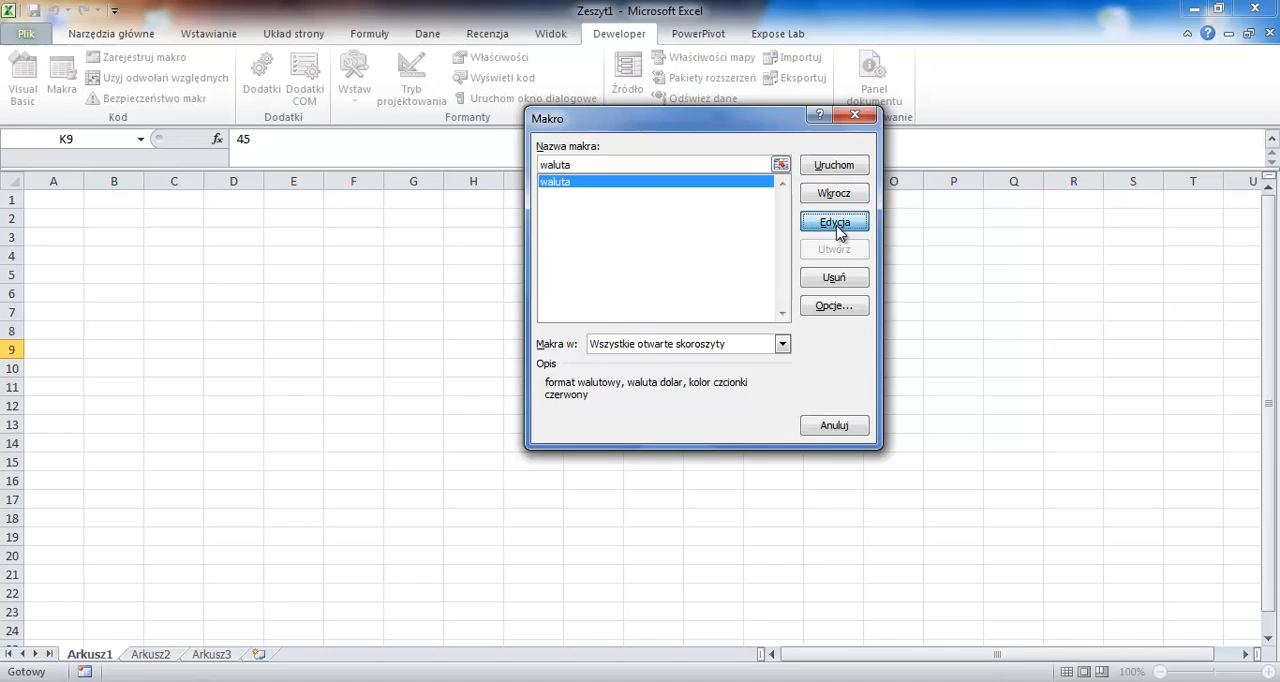 Zeszyt1 - Microsoft Excel
Plik Narzędzia główne Wstawianie Układ strony Formuły Dane Recenzja Widok Deweloper PowerPivot Expose Lab
Visual Basic
Makra
Zarejestruj makro
Użyj odwołań względnych
Bezpieczeństwo makr
Kod
Dodatki
Dodatki COM
Dodatki
Wstaw
Tryb projektowania
Właściwości
Wyświetl kod
Uruchom okno dialogowe
Formanty
Źródło
Właściwości mapy
Pakiety rozszerzeń
Odśwież dane
Importuj
Eksportuj
Panel dokumentu
K9 fx 45
A B C D E F G H O P Q R S T U
1
2
3
4
5
6
7
8
9
10
11
12
13
14
15
16
17
18
19
20
21
22
23
24
Makro
Nazwa makra:
waluta
waluta
Uruchom
Wkrocz
Edycja
Utwórz
Usuń
Opcje...
Makra w: Wszystkie otwarte skoroszyty
Opis
format walutowy, waluta dolar, kolor czcionki
czerwony
Anuluj
Arkusz1 Arkusz2 Arkusz3
Gotowy 100%